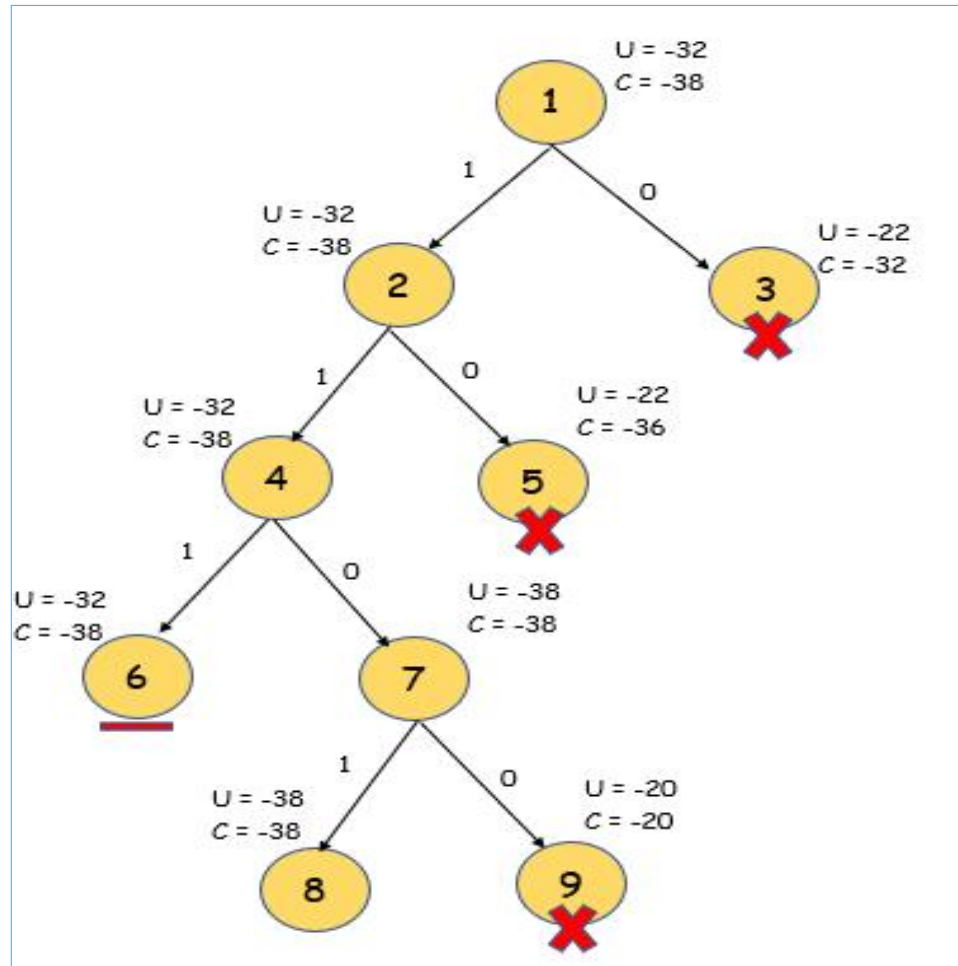 U = -32
C = -38
1
1
0
U = -32
C = -38
2
U = -22
C = -32
3
1
0
U = -32
C = -38
4
U = -22
C = -36
5
1
0
U = -32
C = -38
6
U = -38
C = -38
7
1
0
U = -38
C = -38
8
U = -20
C = -20
9